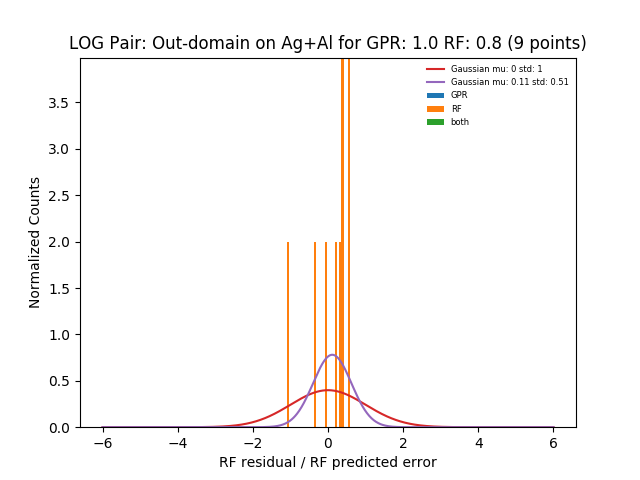 LOG Pair: Out-domain on Ag+Al for GPR: 1.0 RF: 0.8 (9 points)
Gaussian mu: 0 std: 1
Gaussian mu: 0.11 std: 0.51
GPR
RF
both
Normalized Counts
3.5
3.0
2.5
2.0
1.5
1.0
0.5
0.0
−6 −4 −2 0 2 4 6
RF residual / RF predicted error